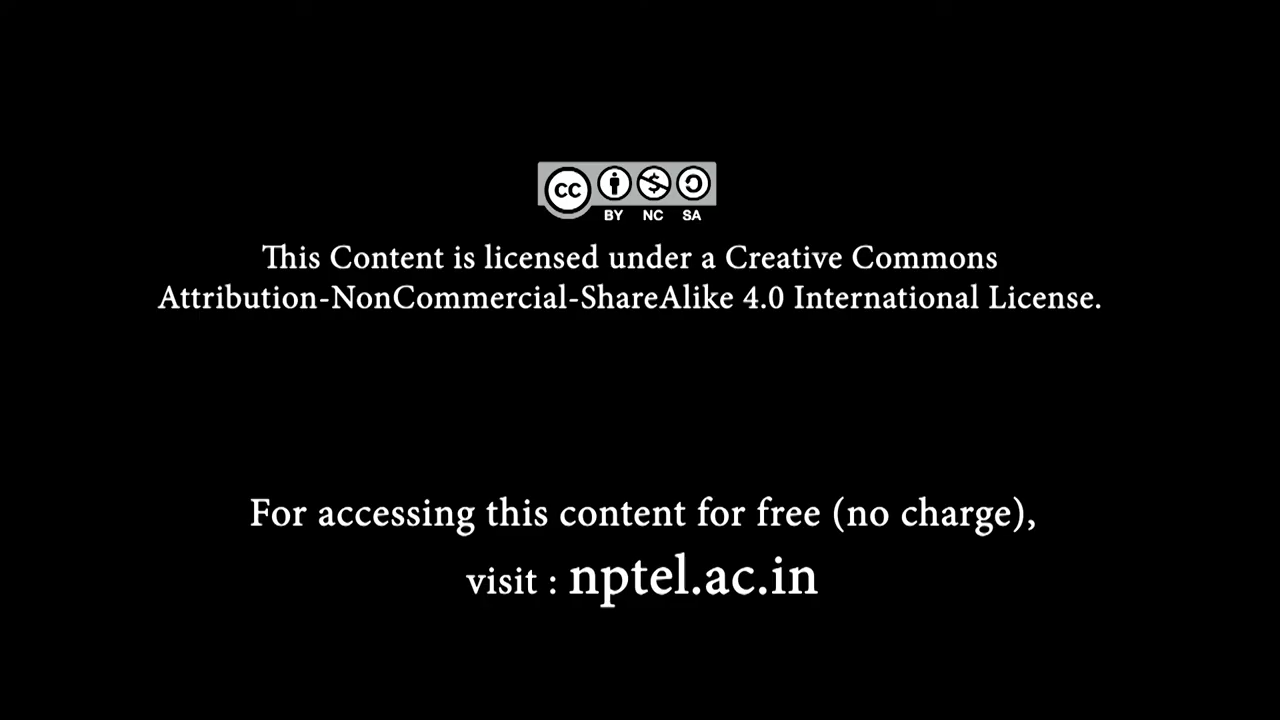 cc
BY NC SA
This Content is licensed under a Creative Commons
Attribution-NonCommercial-ShareAlike 4.0 International License.
For accessing this content for free (no charge),
visit : nptel.ac.in